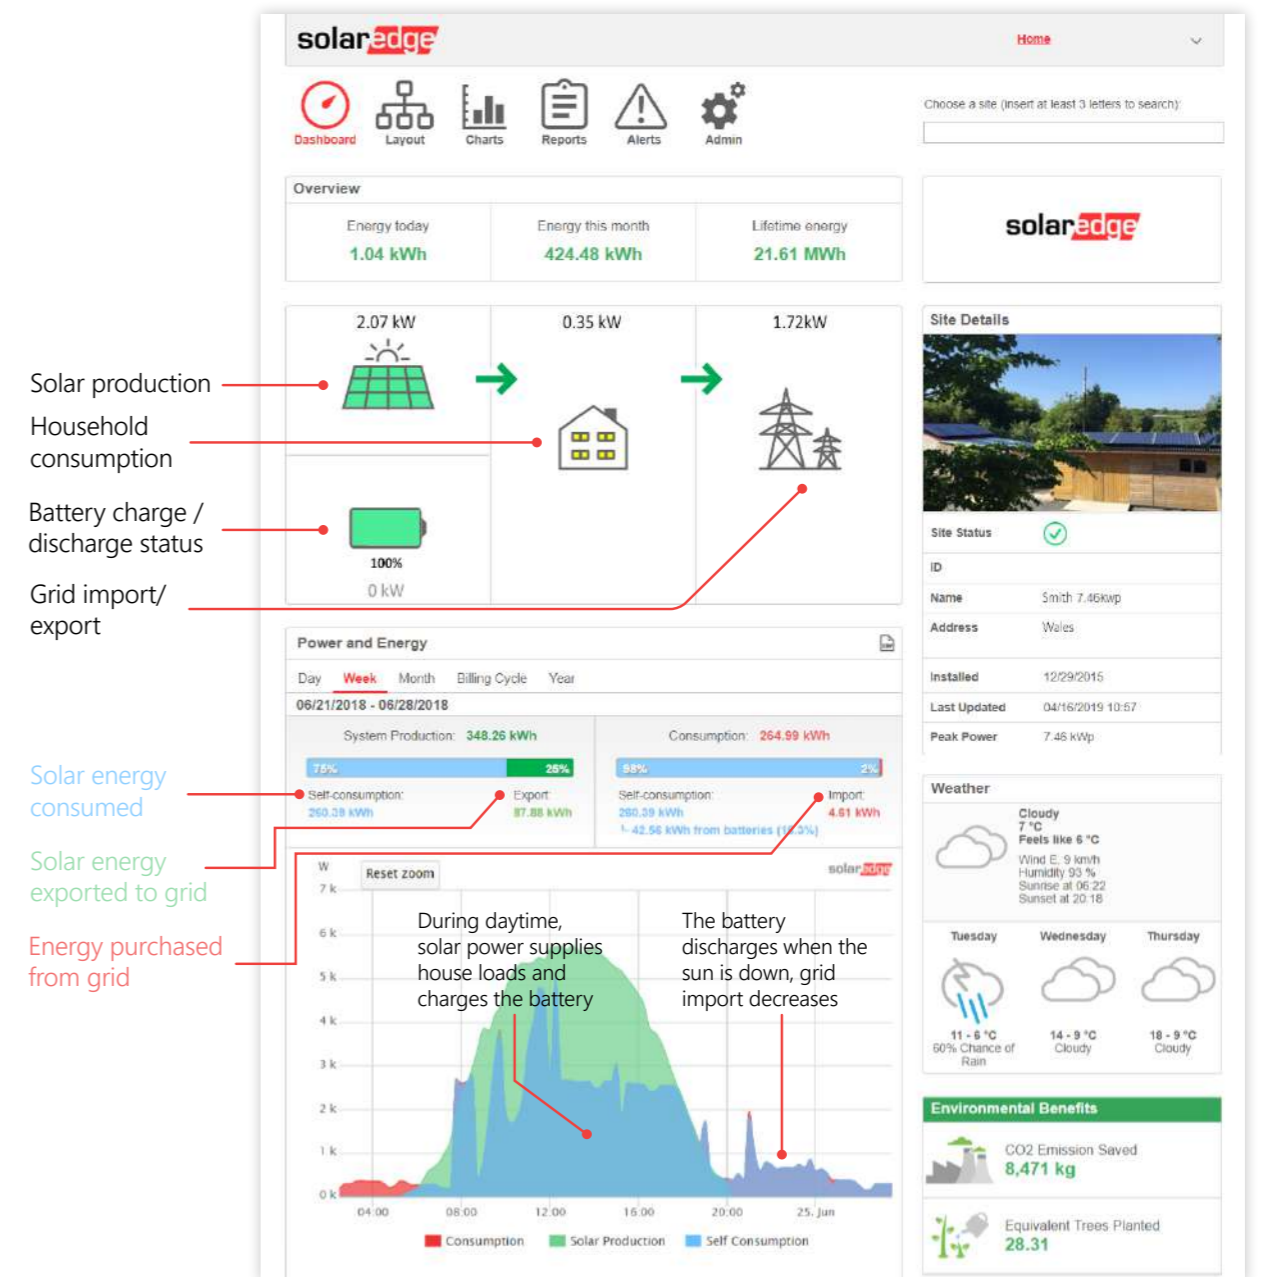 solaredge
Home
Dashboard
Layout
Charts
Reports
Alerts
Admin
Choose a site (insert at least 3 letters to search):
Overview
Energy today
1.04 kWh
Energy this month
424.48 kWh
Lifetime energy
21.61 MWh
solaredge
2.07 kW
0.35 kW
1.72kW
Solar production
Household
consumption
Battery charge /
discharge status
Grid import/
export
100%
0 kW
Site Details
Site Status
ID
Name
Smith 7.46kwp
Address
Wales
Installed
12/29/2015
Last Updated
04/16/2019 10:57
Peak Power
7.46 kWp
Power and Energy
Day
Week
Month
Billing Cycle
Year
06/21/2018 - 06/28/2018
System Production: 348.26 kWh
Consumption: 264.99 kWh
75%
25%
98%
2%
Self-consumption:
260.39 kWh
Export:
87.88 kWh
Self-consumption:
260.39 kWh
42.56 kWh from batteries (16.3%)
Import:
4.61 kWh
Solar energy
consumed
Solar energy
exported to grid
Energy purchased
from grid
W
Reset zoom
solaredge
7 k
6 k
5 k
4 k
3 k
2 k
1 k
0 k
During daytime,
solar power supplies
house loads and
charges the battery
The battery
discharges when the
sun is down, grid
import decreases
04:00
08:00
12:00
16:00
20:00
25. Jun
Consumption
Solar Production
Self Consumption
Weather
Cloudy
7 °C
Feels like 6 °C
Wind E, 9 km/h
Humidity 93 %
Sunrise at 06:22
Sunset at 20:18
Tuesday
Wednesday
Thursday
11 - 6 °C
60% Chance of
Rain
14 - 9 °C
Cloudy
18 - 9 °C
Cloudy
Environmental Benefits
CO2 Emission Saved
8,471 kg
Equivalent Trees Planted
28.31